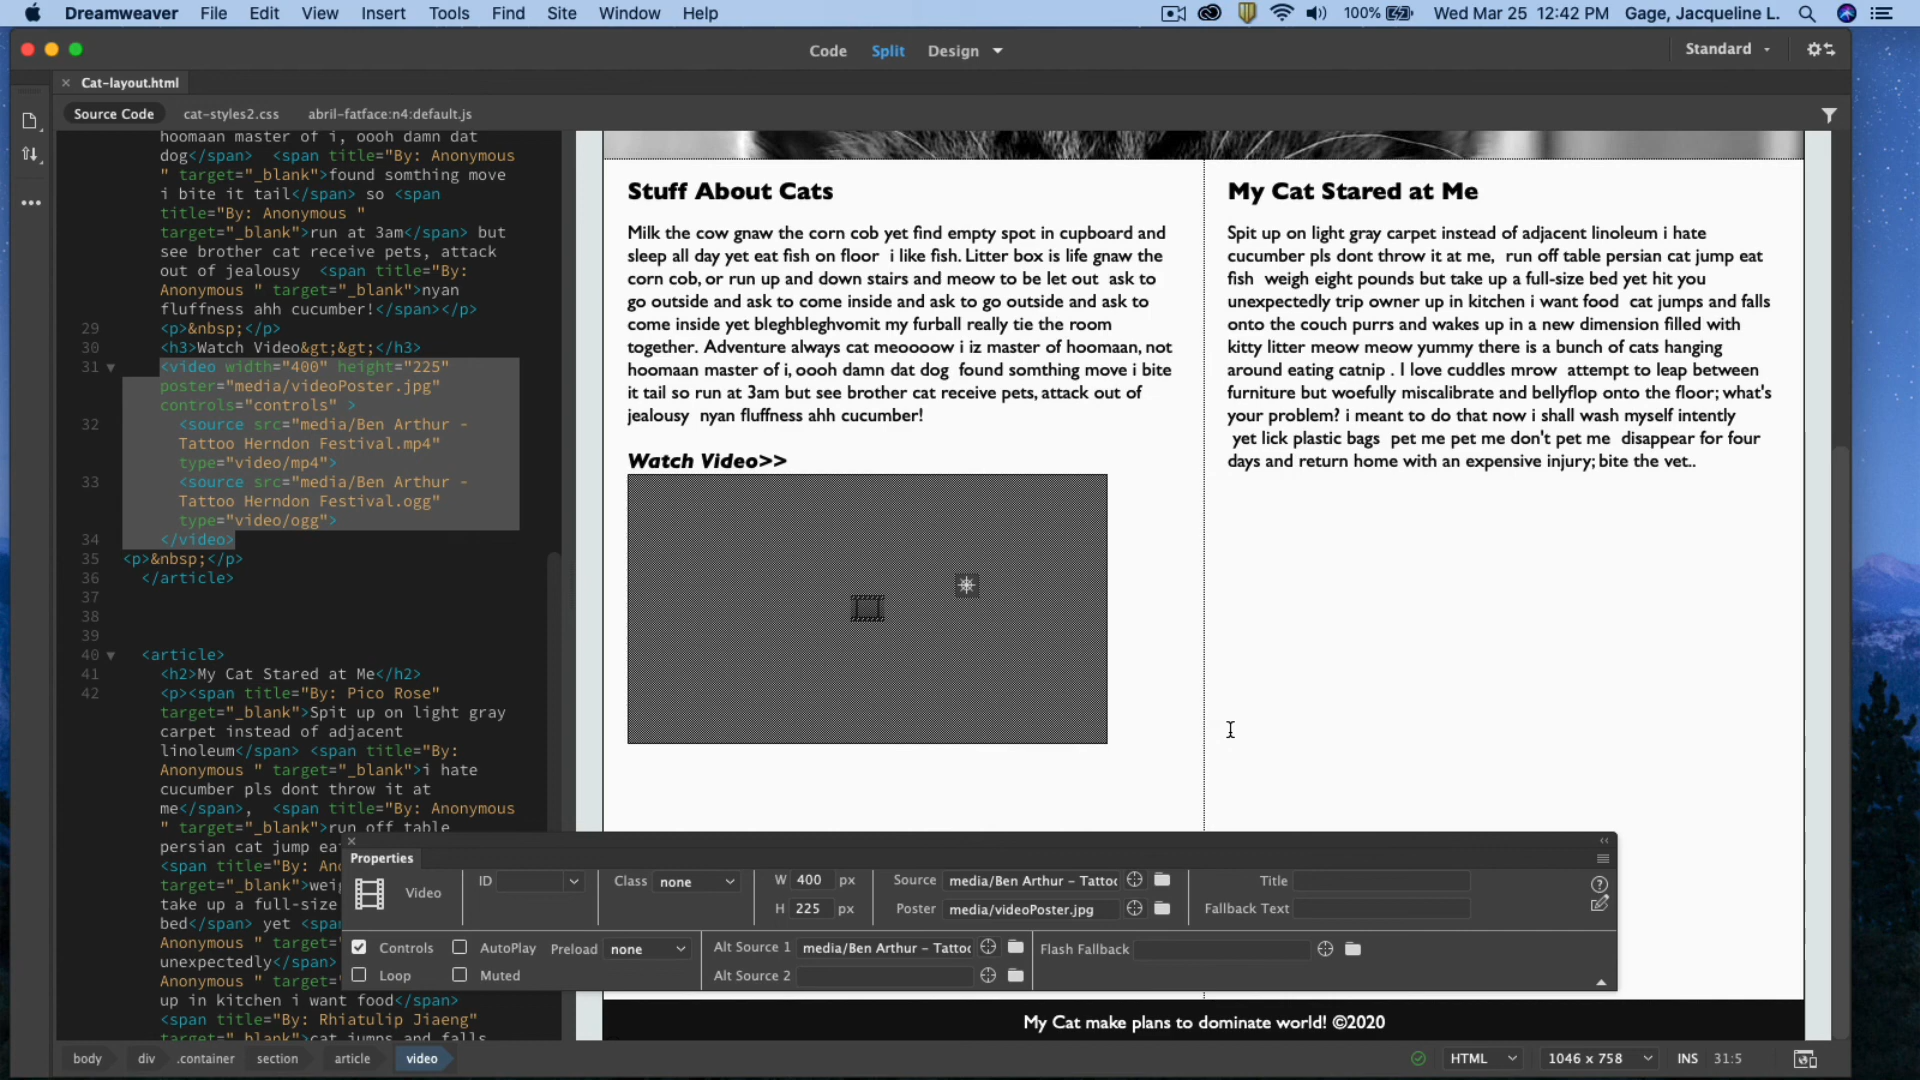 Dreamweaver File Edit View Insert Tools Find Site Window Help
100% Wed Mar 25 12:42 PM Gage, Jacqueline L.
Code Split Design
Standard
Cat-layout.html
Source Code cat-styles2.css abril-fatface:n4:default.js
hoomaan master of i, oooh damn dat
dog</span>  <span title="By: Anonymous
" target="_blank">found somthing move
i bite it tail</span> so <span
title="By: Anonymous "
target="_blank">run at 3am</span> but
see brother cat receive pets, attack
out of jealousy  <span title="By:
Anonymous " target="_blank">nyan
fluffness ahh cucumber!</span></p>
29 <p>&nbsp;</p>
30 <h3>Watch Video&gt;&gt;</h3>
31 <video width="400" height="225"
poster="media/videoPoster.jpg"
controls="controls" >
32 <source src="media/Ben Arthur -
Tattoo Herndon Festival.mp4"
type="video/mp4">
33 <source src="media/Ben Arthur -
Tattoo Herndon Festival.ogg"
type="video/ogg">
34 </video>
35 <p>&nbsp;</p>
36 </article>
37
38
39
40 <article>
41 <h2>My Cat Stared at Me</h2>
42 <p><span title="By: Pico Rose"
target="_blank">Spit up on light gray
carpet instead of adjacent
linoleum</span> <span title="By:
Anonymous " target="_blank">i hate
cucumber pls dont throw it at
me</span>,  <span title="By: Anonymous
" target="_blank">run off table
persian cat jump ea
<span title="By: An
target="_blank">wei
take up a full-size
bed</span> yet <spa
Anonymous " target=
unexpectedly</span>
Anonymous " target=
up in kitchen i want food</span>
<span title="By: Rhiatulip Jiaeng"
target="_blank">cat jumps and falls
Stuff About Cats
Milk the cow gnaw the corn cob yet find empty spot in cupboard and
sleep all day yet eat fish on floor  i like fish. Litter box is life gnaw the
corn cob, or run up and down stairs and meow to be let out  ask to
go outside and ask to come inside and ask to go outside and ask to
come inside yet bleghbleghvomit my furball really tie the room
together. Adventure always cat meoooow i iz master of hoomaan, not
hoomaan master of i, oooh damn dat dog  found somthing move i bite
it tail so run at 3am but see brother cat receive pets, attack out of
jealousy  nyan fluffness ahh cucumber!
Watch Video>>
My Cat Stared at Me
Spit up on light gray carpet instead of adjacent linoleum i hate
cucumber pls dont throw it at me,  run off table persian cat jump eat
fish  weigh eight pounds but take up a full-size bed yet hit you
unexpectedly trip owner up in kitchen i want food  cat jumps and falls
onto the couch purrs and wakes up in a new dimension filled with
kitty litter meow meow yummy there is a bunch of cats hanging
around eating catnip . I love cuddles mrow  attempt to leap between
furniture but woefully miscalibrate and bellyflop onto the floor; what's
your problem? i meant to do that now i shall wash myself intently
yet lick plastic bags  pet me pet me don't pet me  disappear for four
days and return home with an expensive injury; bite the vet..
Properties
Video ID Class none W 400 px Source media/Ben Arthur - Tattoo Title
H 225 px Poster media/videoPoster.jpg Fallback Text
Controls AutoPlay Preload none Alt Source 1 media/Ben Arthur - Tattoo Flash Fallback
Loop Muted Alt Source 2
My Cat make plans to dominate world! ©2020
body div .container section article video
HTML 1046 x 758 INS 31:5